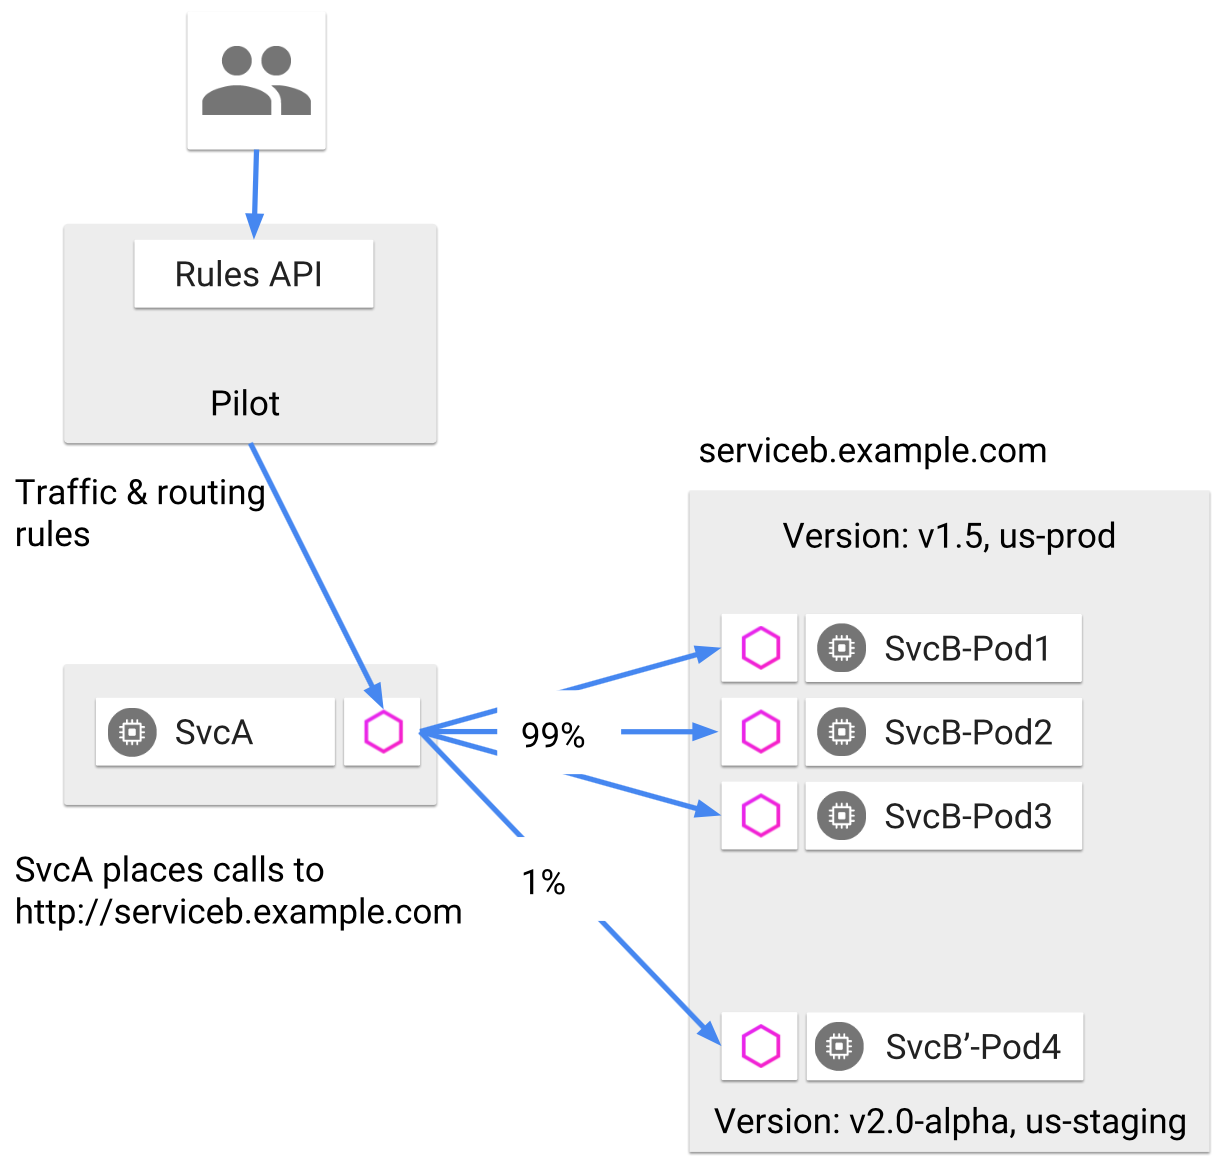 Rules API
Pilot
Traffic & routing
rules
serviceb.example.com
Version: v1.5, us-prod
SvcB-Pod1
SvcA
99%
SvcB-Pod2
SvcB-Pod3
SvcA places calls to
http://serviceb.example.com
1%
SvcB’-Pod4
Version: v2.0-alpha, us-staging